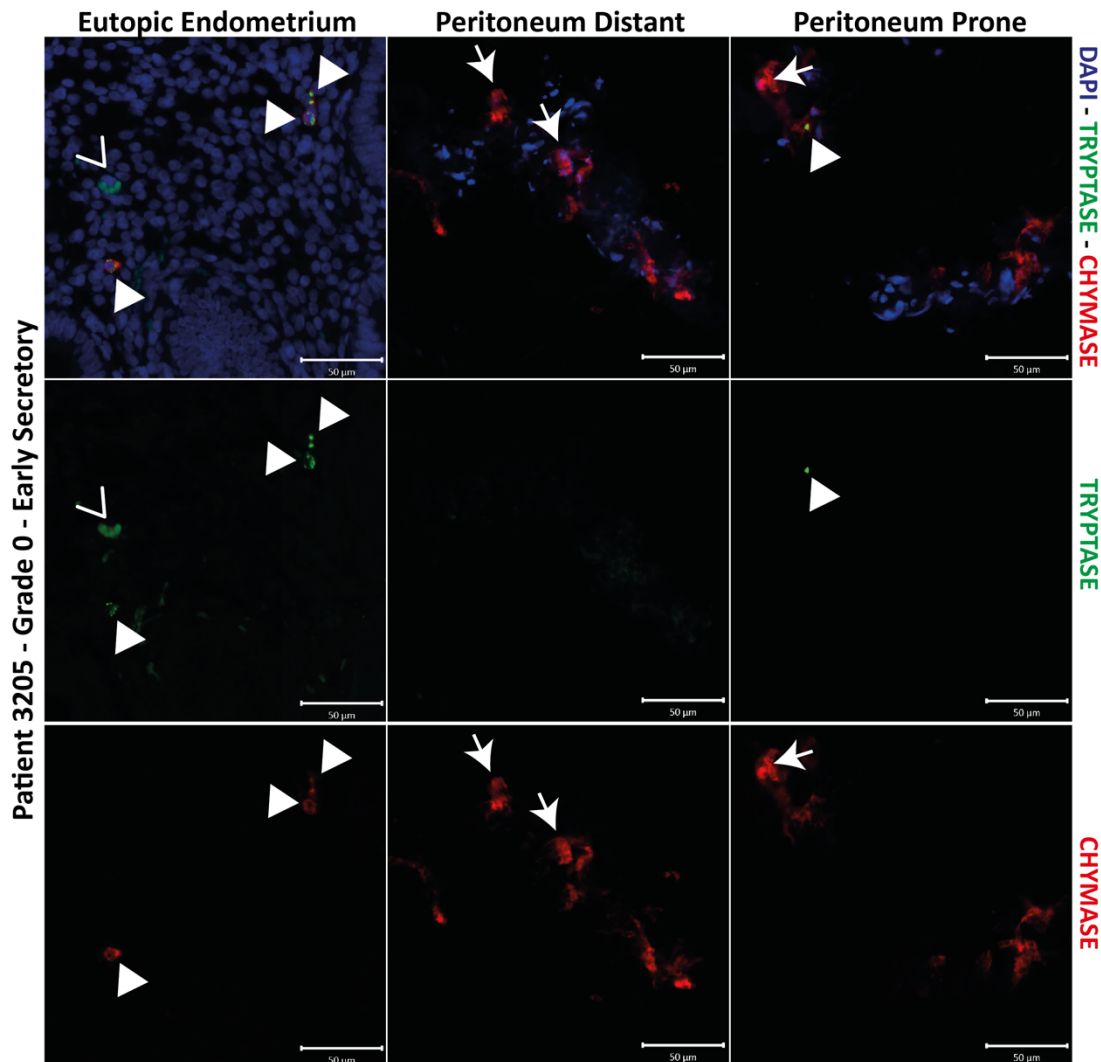 Eutopic Endometrium
Peritoneum Distant
Peritoneum Prone
Patient 3205 - Grade 0 - Early Secretory
DAPI - TRYPTASE - CHYMASE
50 µm
50 µm
50 µm
TRYPTASE
50 µm
50 µm
50 µm
CHYMASE
50 µm
50 µm
50 µm